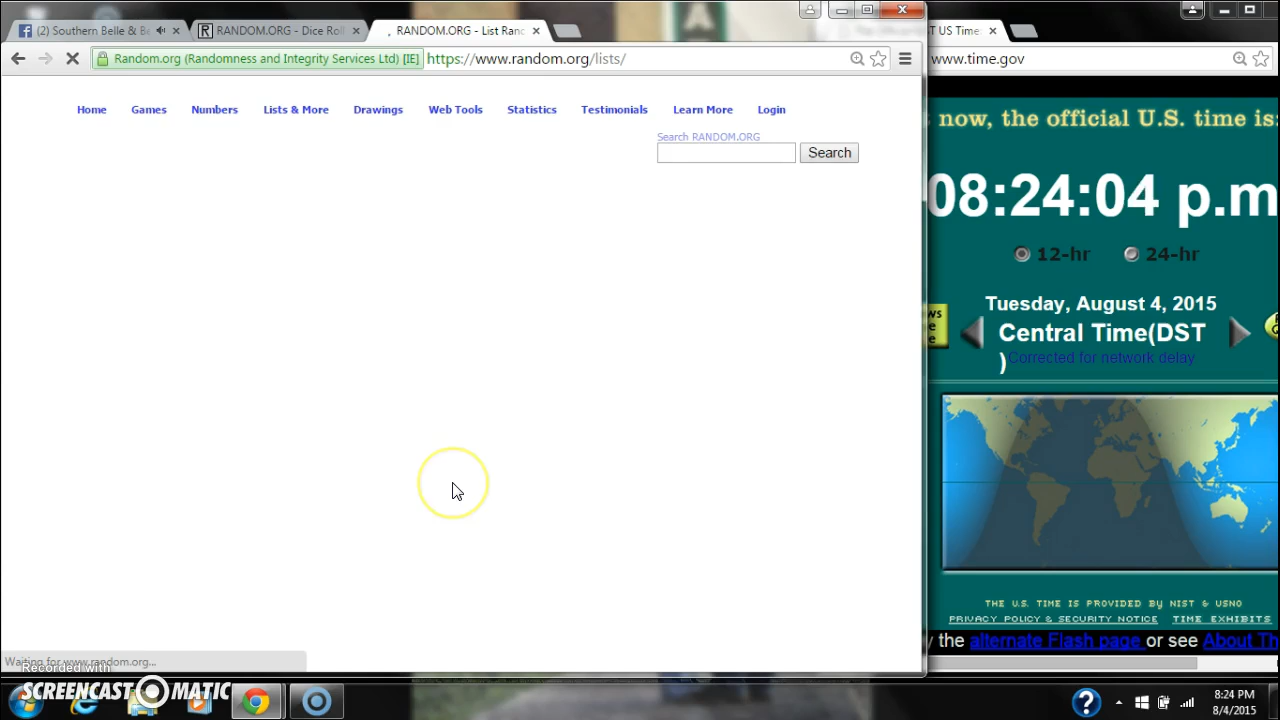 (2) Southern Belle & Be
RANDOM.ORG - Dice Roll
RANDOM.ORG - List Ran
ST US Time
Random.org (Randomness and Integrity Services Ltd) [IE]
https://www.random.org/lists/
www.time.gov
Home Games Numbers Lists & More Drawings Web Tools Statistics Testimonials Learn More Login
Search RANDOM.ORG
Search
now, the official U.S. time is:
08:24:04 p.m
12-hr 24-hr
Tuesday, August 4, 2015
Central Time(DST
)Corrected for network delay
THE U.S. TIME IS PROVIDED BY NIST & USNO
PRIVACY POLICY & SECURITY NOTICE TIME EXHIBITS
y the alternate Flash page or see About Th
Waiting for www.random.org...
Recorded with
SCREENCAST MATIC
8:24 PM
8/4/2015